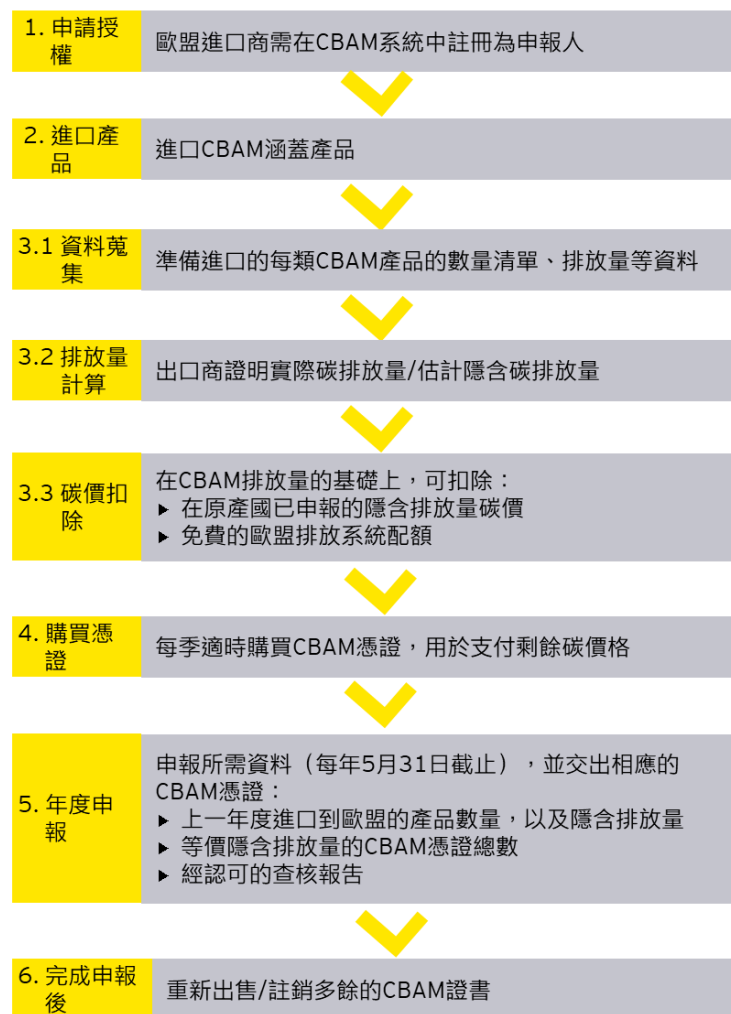 1. 申請授
權
歐盟進口商需在CBAM系統中註冊為申報人
2. 進口產
品
進口CBAM涵蓋產品
3.1 資料蒐
集
準備進口的每類CBAM產品的數量清單、排放量等資料
3.2 排放量
計算
出口商證明實際碳排放量/估計隱含碳排放量
3.3 碳價扣
除
在CBAM排放量的基礎上，可扣除：
▶ 在原產國已申報的隱含排放量碳價
▶ 免費的歐盟排放系統配額
4. 購買憑
證
每季適時購買CBAM憑證，用於支付剩餘碳價格
5. 年度申
報
申報所需資料（每年5月31日截止），並交出相應的
CBAM憑證：
▶ 上一年度進口到歐盟的產品數量，以及隱含排放量
▶ 等價隱含排放量的CBAM憑證總數
▶ 經認可的查核報告
6. 完成申報
後
重新出售/註銷多餘的CBAM證書